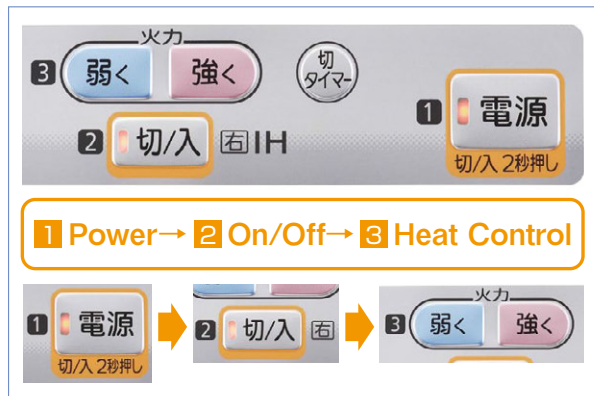 火力
3 弱く 強く 切タイマー
2 切/入 右 IH
1 電源
切/入 2秒押し
1 Power→ 2 On/Off→ 3 Heat Control
1 電源
切/入 2秒押し
2 切/入 右
火力
3 弱く 強く